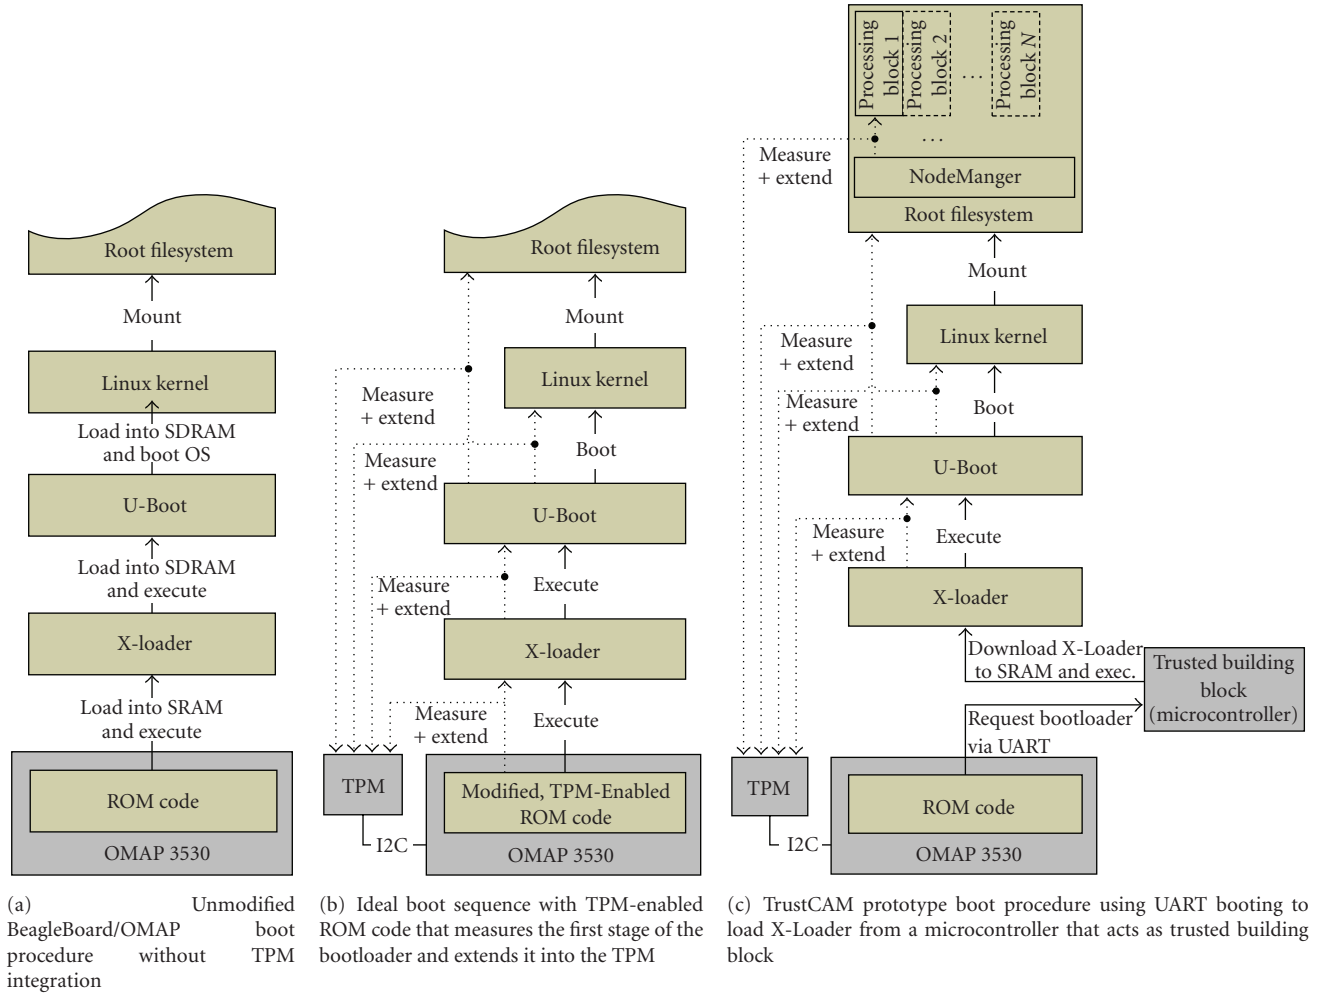 Root filesystem
Mount
Linux kernel
Load into SDRAM
and boot OS
U-Boot
Load into SDRAM
and execute
X-loader
Load into SRAM
and execute
ROM code
OMAP 3530
(a) Unmodified
BeagleBoard/OMAP boot
procedure without TPM
integration
Root filesystem
Mount
Linux kernel
Measure
+ extend
Boot
Measure
+ extend
U-Boot
Execute
Measure
+ extend
X-loader
Measure
+ extend
Execute
TPM
Modified, TPM-Enabled
ROM code
I2C
OMAP 3530
(b) Ideal boot sequence with TPM-enabled
ROM code that measures the first stage of the
bootloader and extends it into the TPM
Processing
block 1
Processing
block 2
...
Processing
block N
...
Measure
+ extend
NodeManger
Root filesystem
Mount
Linux kernel
Measure
+ extend
Measure
+ extend
Boot
U-Boot
Measure
+ extend
Execute
X-loader
Download X-Loader
to SRAM and exec.
Trusted building
block
(microcontroller)
Request bootloader
via UART
TPM
ROM code
I2C
OMAP 3530
(c) TrustCAM prototype boot procedure using UART booting to
load X-Loader from a microcontroller that acts as trusted building
block